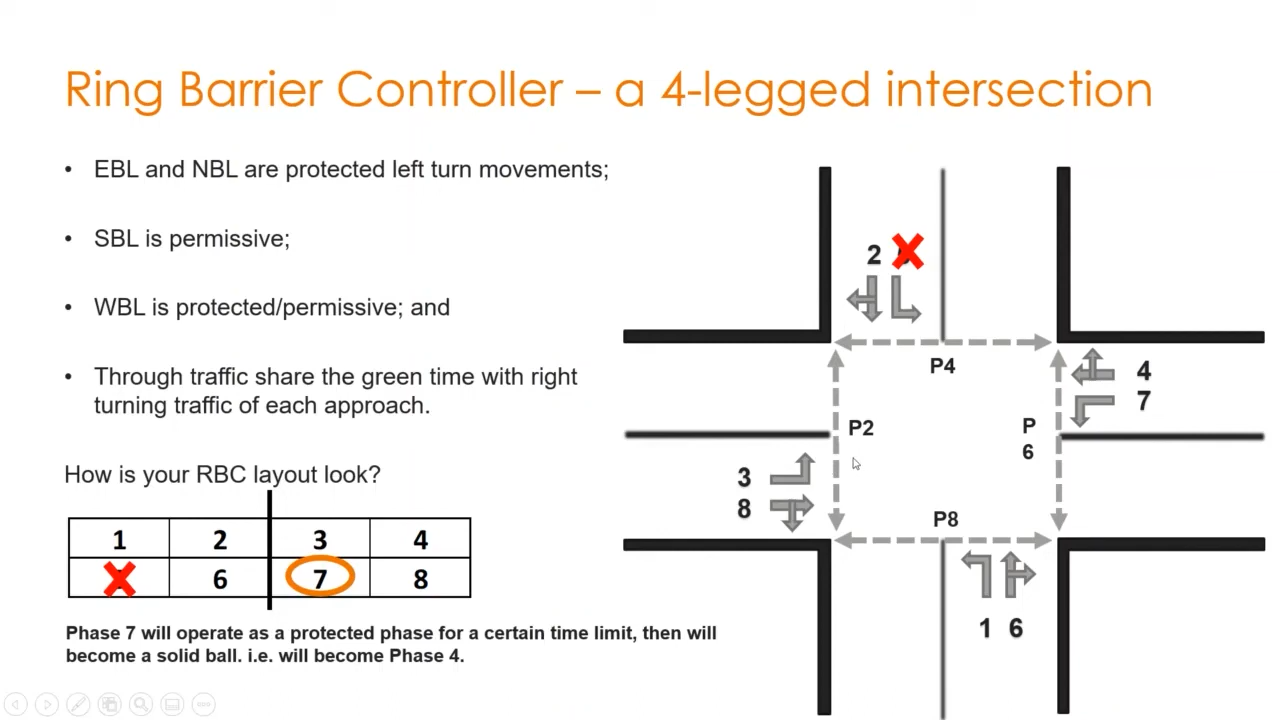 Ring Barrier Controller – a 4-legged intersection
• EBL and NBL are protected left turn movements;
• SBL is permissive;
• WBL is protected/permissive; and
• Through traffic share the green time with right
turning traffic of each approach.
How is your RBC layout look?
1 2 3 4
6 7 8
Phase 7 will operate as a protected phase for a certain time limit, then will
become a solid ball. i.e. will become Phase 4.
2
P4
4
7
P2
P
6
3
8
P8
1 6